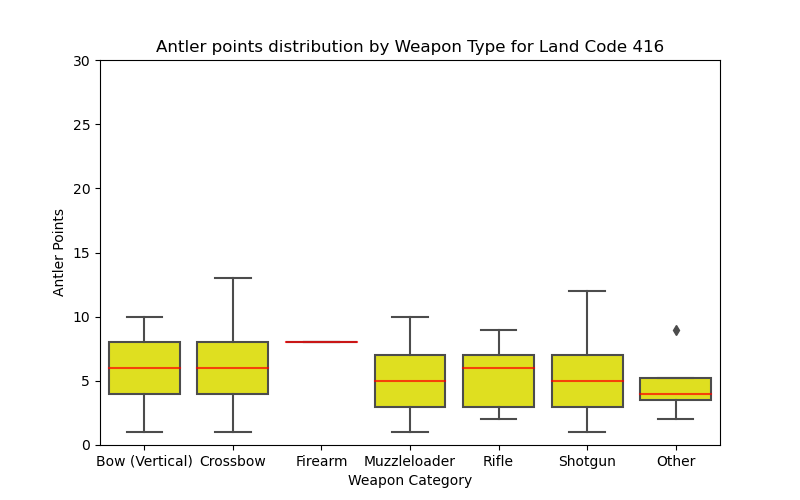 Antler points distribution by Weapon Type for Land Code 416
30
25
20
15
10
5
0
Antler Points
Bow (Vertical) Crossbow Firearm Muzzleloader Rifle Shotgun Other
Weapon Category